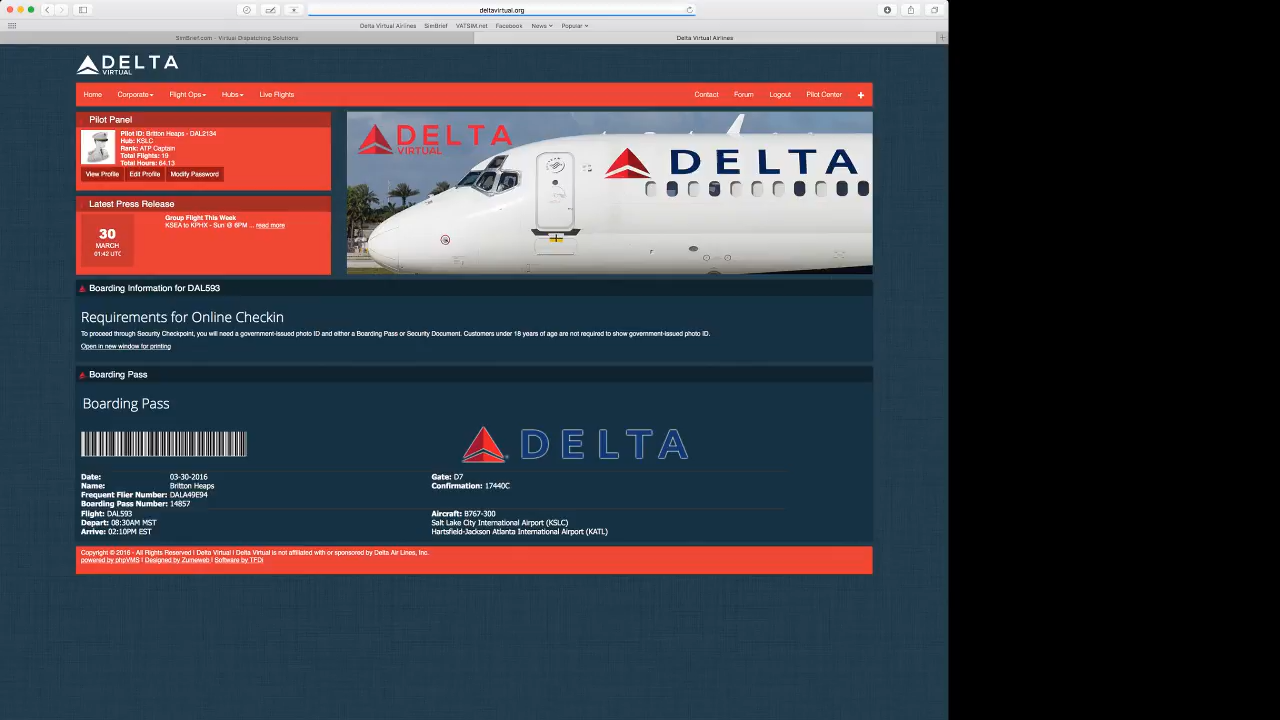 deltavirtual.org
Delta Virtual Airlines SimBrief VATSIM.net Facebook News Popular
SimBrief.com - Virtual Dispatching Solutions
Delta Virtual Airlines
DELTA
VIRTUAL
Home Corporate Flight Ops Hubs Live Flights
Contact Forum Logout Pilot Center
Pilot Panel
Pilot ID: Britton Heaps - DAL2134
Hub: KSLC
Rank: ATP Captain
Total Flights: 19
Total Hours: 64.13
View Profile Edit Profile Modify Password
Latest Press Release
30
MARCH
01:42 UTC
Group Flight This Week
KSEA to KPHX - Sun @ 6PM ... read more
DELTA
VIRTUAL
DELTA
Boarding Information for DAL593
Requirements for Online Checkin
To proceed through Security Checkpoint, you will need a government-issued photo ID and either a Boarding Pass or Security Document. Customers under 18 years of age are not required to show government-issued photo ID.
Open in new window for printing
Boarding Pass
Boarding Pass
DELTA
Date: 03-30-2016
Name: Britton Heaps
Frequent Flier Number: DALA49E94
Boarding Pass Number: 14857
Flight: DAL593
Depart: 08:30AM MST
Arrive: 02:10PM EST
Gate: D7
Confirmation: 17440C
Aircraft: B767-300
Salt Lake City International Airport (KSLC)
Hartsfield-Jackson Atlanta International Airport (KATL)
Copyright © 2016 - All Rights Reserved | Delta Virtual | Delta Virtual is not affiliated with or sponsored by Delta Air Lines, Inc.
powered by phpVMS | Designed by Zumeweb | Software by TFDi